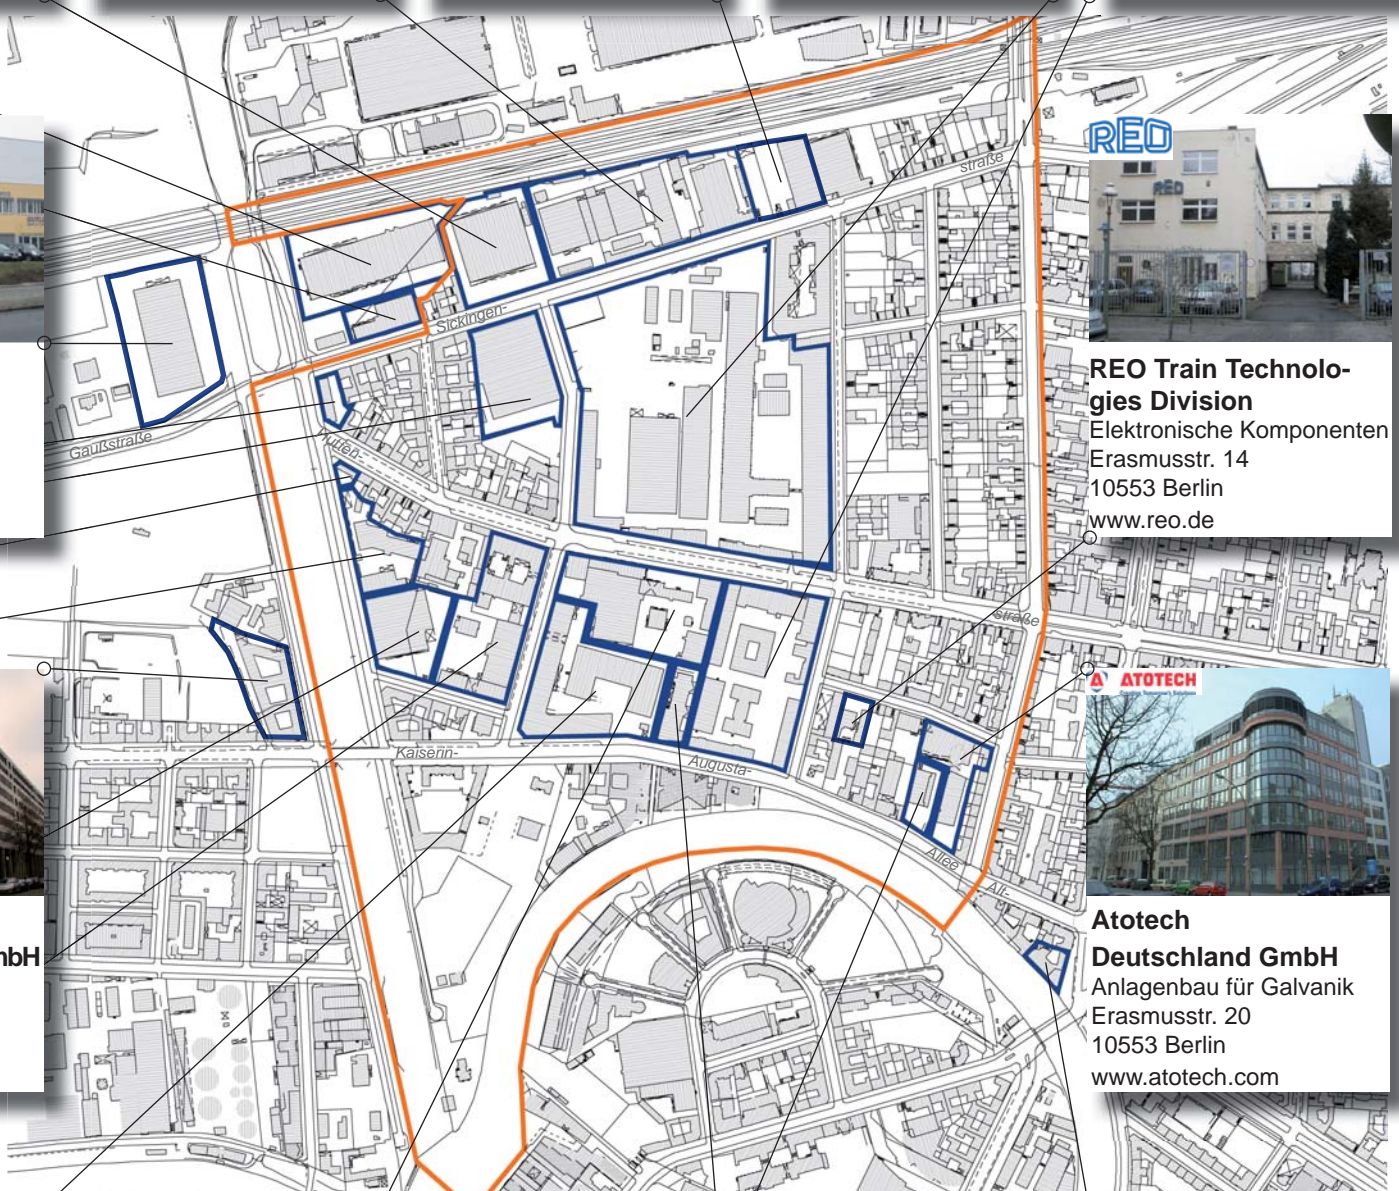 straße
REO
REO
REO Train Technolo-
gies Division
Elektronische Komponenten
Erasmusstr. 14
10553 Berlin
www.reo.de
Sickingen-
Gaußstraße
Hutten-
straße
Kaiserin-
Augusta-
Allee
Alt-
ATOTECH
Atotech
Deutschland GmbH
Anlagenbau für Galvanik
Erasmusstr. 20
10553 Berlin
www.atotech.com
mbH